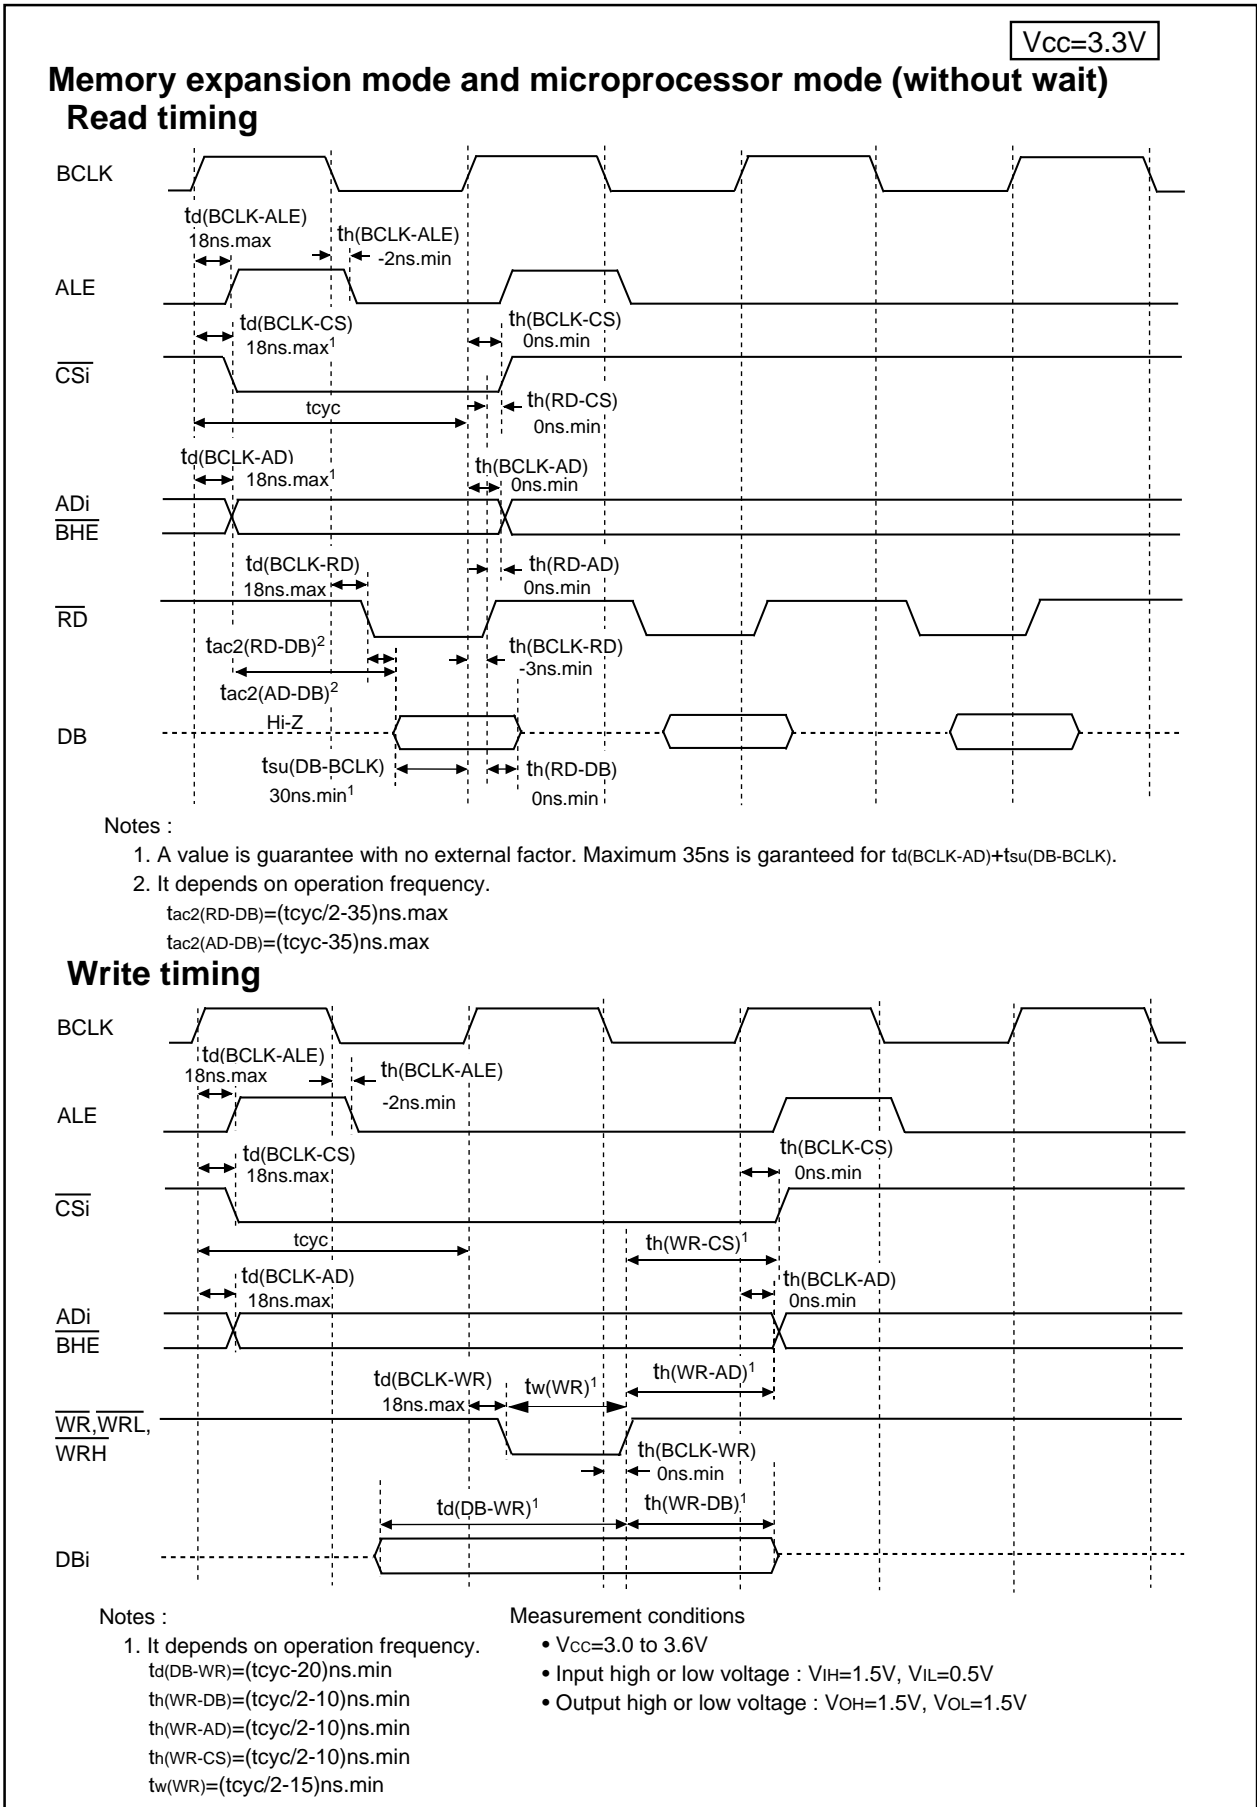 Vcc=3.3V
Memory expansion mode and microprocessor mode (without wait)
Read timing
BCLK
td(BCLK-ALE)
18ns.max
th(BCLK-ALE)
-2ns.min
ALE
td(BCLK-CS)
18ns.max1
th(BCLK-CS)
0ns.min
CSi
tcyc
th(RD-CS)
0ns.min
td(BCLK-AD)
18ns.max1
th(BCLK-AD)
0ns.min
ADi
BHE
td(BCLK-RD)
18ns.max
th(RD-AD)
0ns.min
RD
tac2(RD-DB)2
th(BCLK-RD)
-3ns.min
tac2(AD-DB)2
Hi-Z
DB
tsu(DB-BCLK)
30ns.min1
th(RD-DB)
0ns.min
Notes :
1. A value is guarantee with no external factor. Maximum 35ns is garanteed for td(BCLK-AD)+tsu(DB-BCLK).
2. It depends on operation frequency.
tac2(RD-DB)=(tcyc/2-35)ns.max
tac2(AD-DB)=(tcyc-35)ns.max
Write timing
BCLK
td(BCLK-ALE)
18ns.max
th(BCLK-ALE)
-2ns.min
ALE
td(BCLK-CS)
18ns.max
th(BCLK-CS)
0ns.min
CSi
tcyc
th(WR-CS)1
td(BCLK-AD)
18ns.max
th(BCLK-AD)
0ns.min
ADi
BHE
td(BCLK-WR)
18ns.max
tw(WR)1
th(WR-AD)1
WR,WRL,
WRH
th(BCLK-WR)
0ns.min
td(DB-WR)1
th(WR-DB)1
DBi
Notes :
1. It depends on operation frequency.
td(DB-WR)=(tcyc-20)ns.min
th(WR-DB)=(tcyc/2-10)ns.min
th(WR-AD)=(tcyc/2-10)ns.min
th(WR-CS)=(tcyc/2-10)ns.min
tw(WR)=(tcyc/2-15)ns.min
Measurement conditions
• VCC=3.0 to 3.6V
• Input high or low voltage : VIH=1.5V, VIL=0.5V
• Output high or low voltage : VOH=1.5V, VOL=1.5V